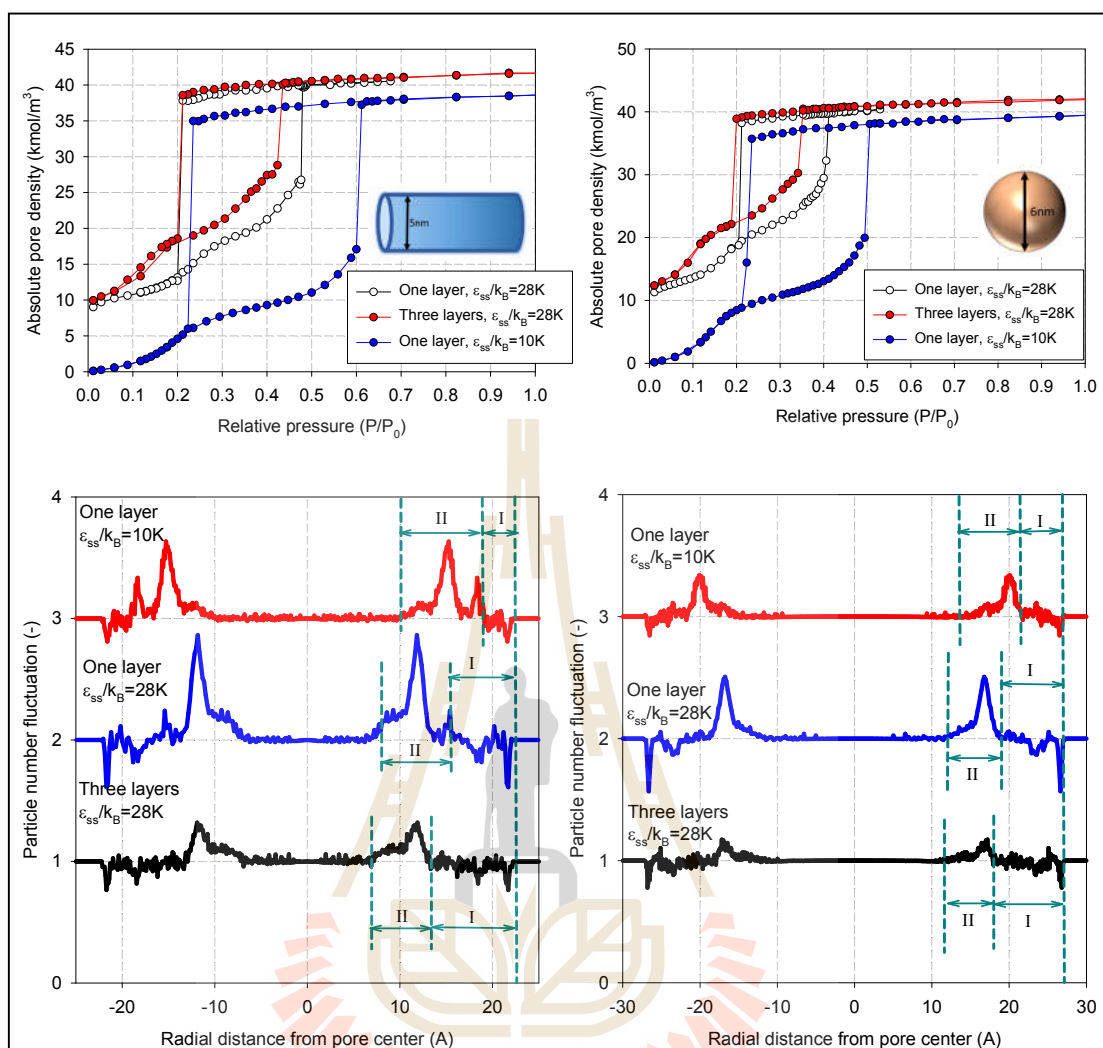 Absolute pore density (kmol/m³)
45
40
35
30
25
20
15
10
5
0
0.0 0.1 0.2 0.3 0.4 0.5 0.6 0.7 0.8 0.9 1.0
Relative pressure (P/P₀)
5nm
One layer, εss/kB=28K
Three layers, εss/kB=28K
One layer, εss/kB=10K
Absolute pore density (kmol/m³)
50
40
30
20
10
0
0.0 0.1 0.2 0.3 0.4 0.5 0.6 0.7 0.8 0.9 1.0
Relative pressure (P/P₀)
6nm
One layer, εss/kB=28K
Three layers, εss/kB=28K
One layer, εss/kB=10K
Particle number fluctuation (-)
4
3
2
1
0
One layer
εss/kB=10K
II I
One layer
εss/kB=28K
I
II
Three layers
εss/kB=28K
II I
-20 -10 0 10 20
Radial distance from pore center (A)
Particle number fluctuation (-)
4
3
2
1
0
One layer
εss/kB=10K
II I
One layer
εss/kB=28K
I
II
Three layers
εss/kB=28K
II I
-30 -20 -10 0 10 20 30
Radial distance from pore center (A)